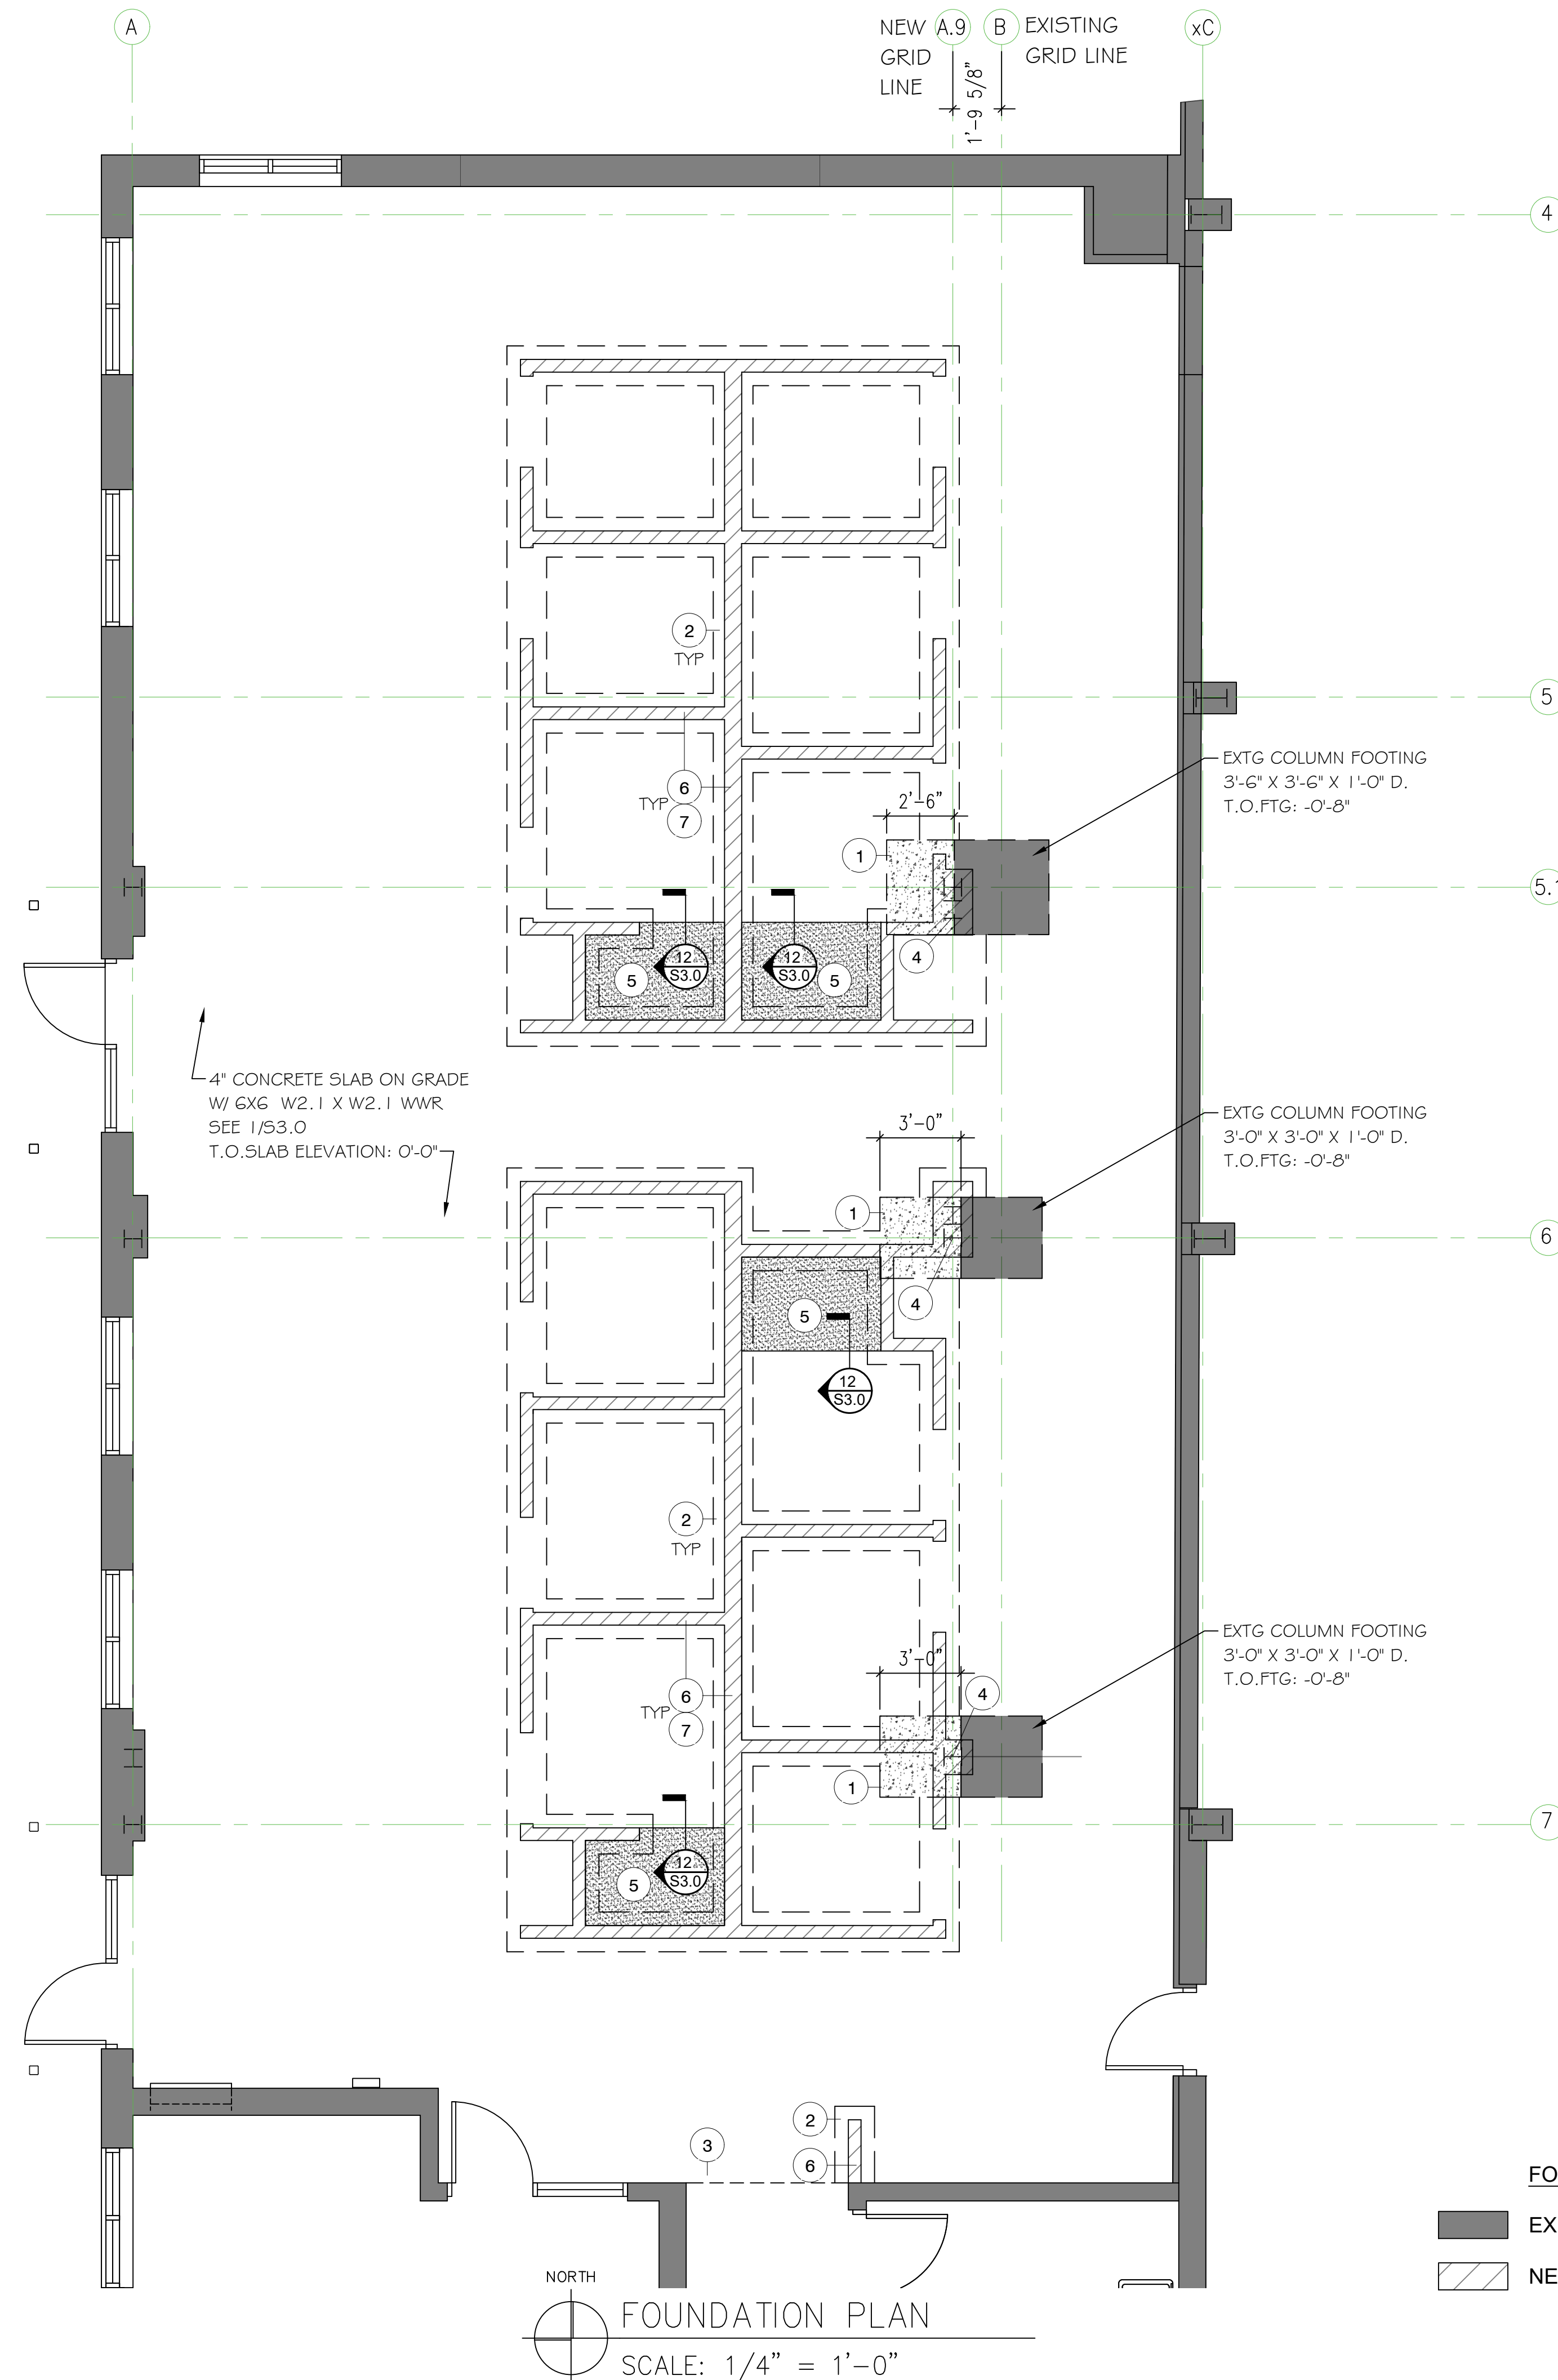 A
NEW
GRID
LINE
A.9
B
EXISTING
GRID LINE
xC
1'-9 5/8"
4
2
TYP
5
EXTG COLUMN FOOTING
3'-6" X 3'-6" X 1'-0" D.
T.O.FTG: -0'-8"
6
TYP
7
2'-6"
1
5.1
4
12
S3.0
5
12
S3.0
5
4" CONCRETE SLAB ON GRADE
W/ 6X6 W2.1 X W2.1 WWR
SEE 1/S3.0
T.O.SLAB ELEVATION: 0'-0"
3'-0"
EXTG COLUMN FOOTING
3'-0" X 3'-0" X 1'-0" D.
T.O.FTG: -0'-8"
1
6
4
5
12
S3.0
2
TYP
EXTG COLUMN FOOTING
3'-0" X 3'-0" X 1'-0" D.
T.O.FTG: -0'-8"
3'-0"
6
TYP
7
4
1
7
12
S3.0
5
2
3
6
FO
EX
NE
NORTH
FOUNDATION PLAN
SCALE: 1/4" = 1'-0"